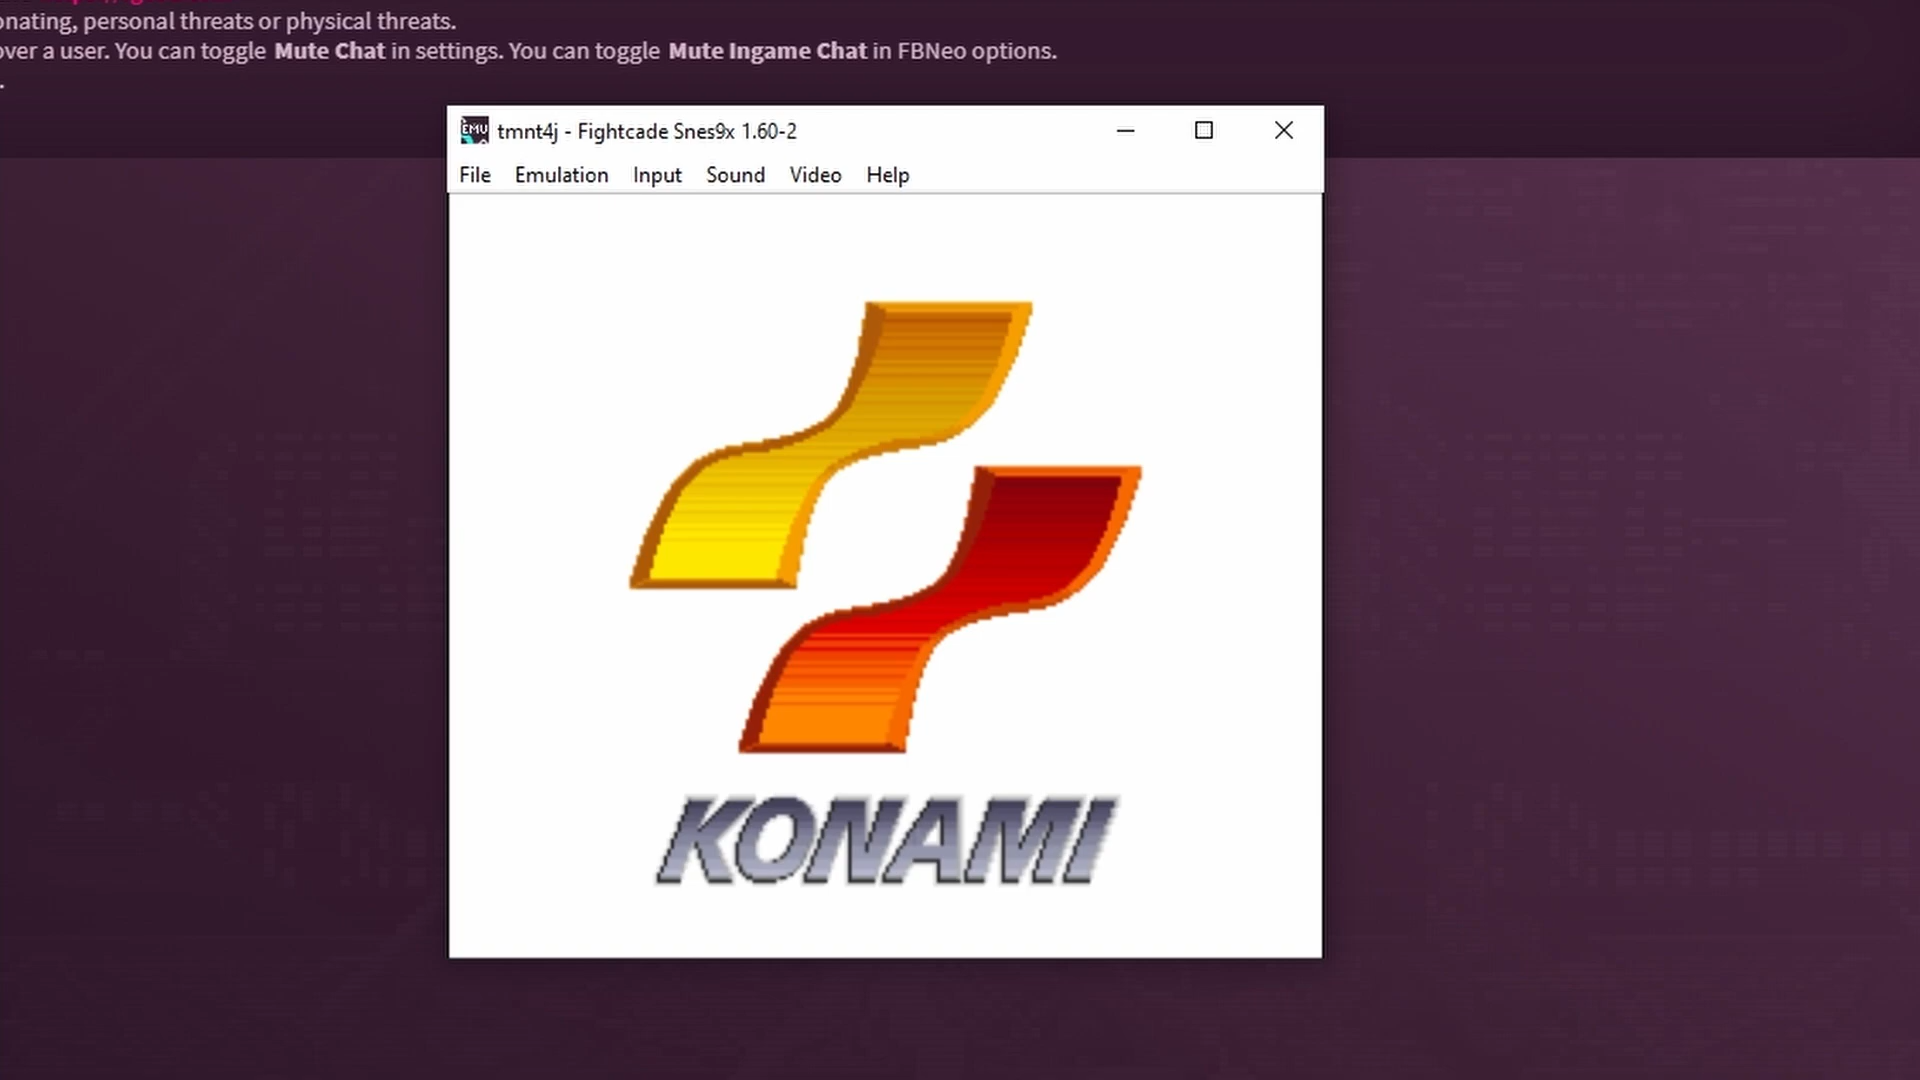 onating, personal threats or physical threats.
over a user. You can toggle Mute Chat in settings. You can toggle Mute Ingame Chat in FBNeo options.
.
EMU
tmnt4j - Fightcade Snes9x 1.60-2
File Emulation Input Sound Video Help
KONAMI